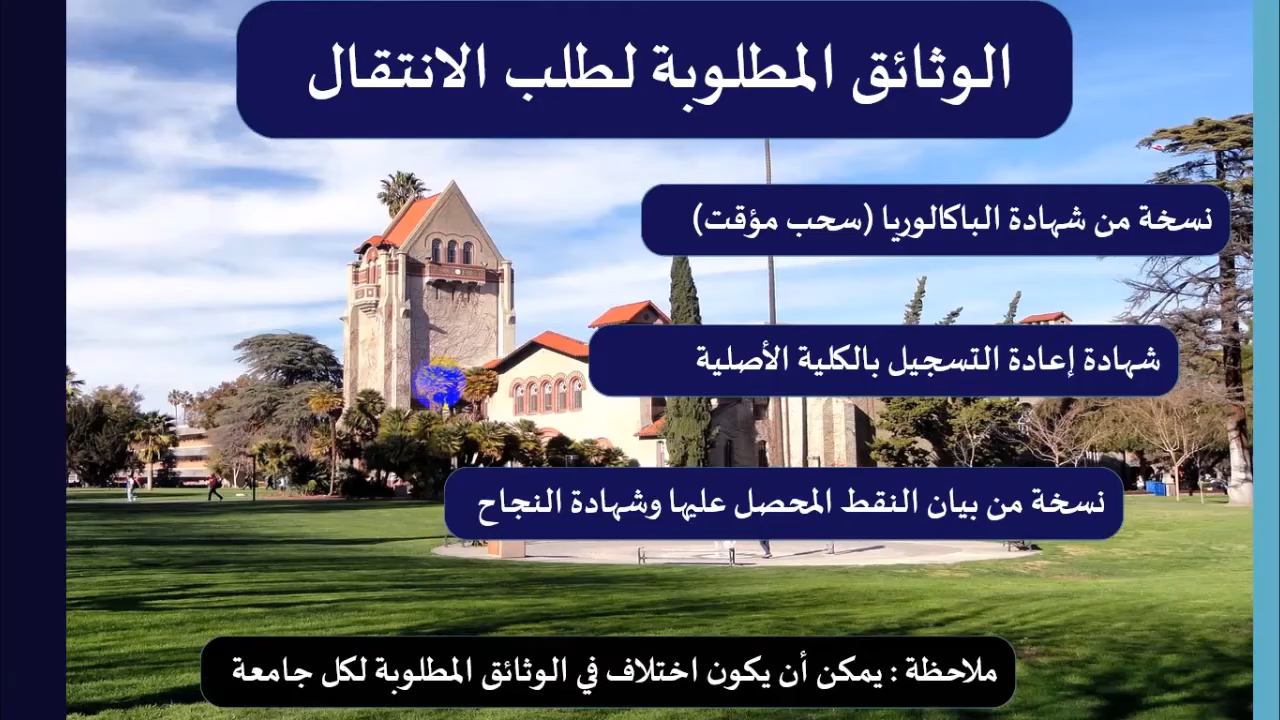 الوثائق المطلوبة لطلب الانتقال
نسخة من شهادة الباكالوريا (سحب مؤقت)
شهادة إعادة التسجيل بالكلية الأصلية
نسخة من بيان النقط المحصل عليها وشهادة النجاح
ملاحظة : يمكن أن يكون اختلاف في الوثائق المطلوبة لكل جامعة